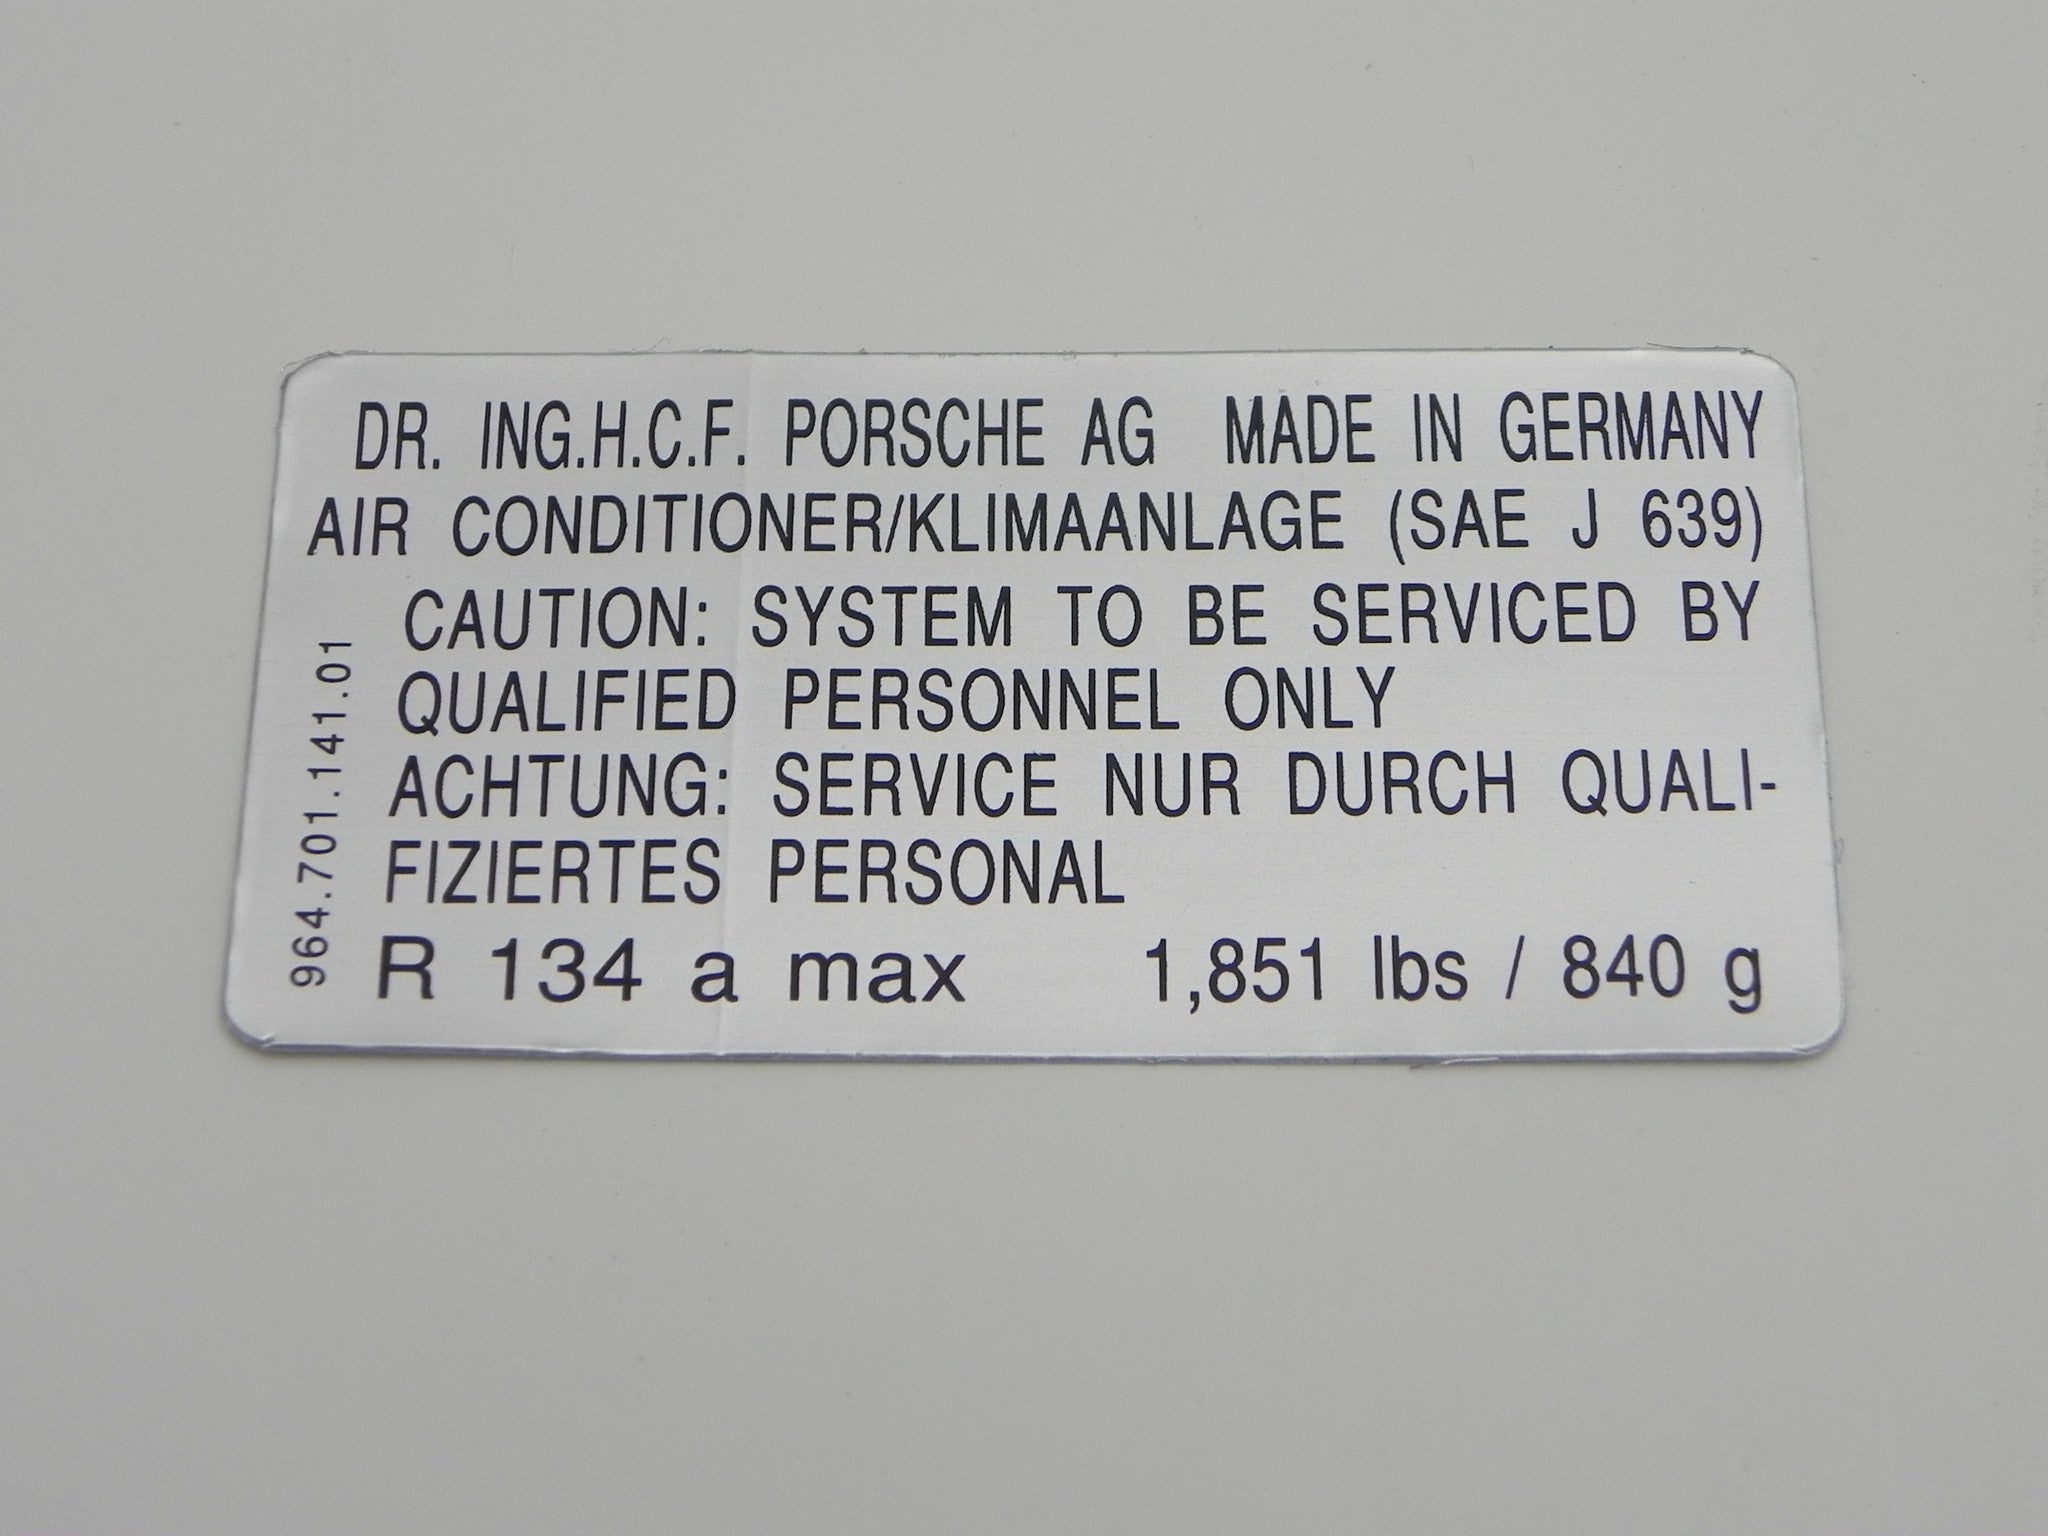 DR. ING.H.C.F. PORSCHE AG MADE IN GERMANY
AIR CONDITIONER/KLIMAANLAGE (SAE J 639)
CAUTION: SYSTEM TO BE SERVICED BY
QUALIFIED PERSONNEL ONLY
ACHTUNG: SERVICE NUR DURCH QUALI-
FIZIERTES PERSONAL
R 134 a max 1,851 lbs / 840 g
964.701.141.01